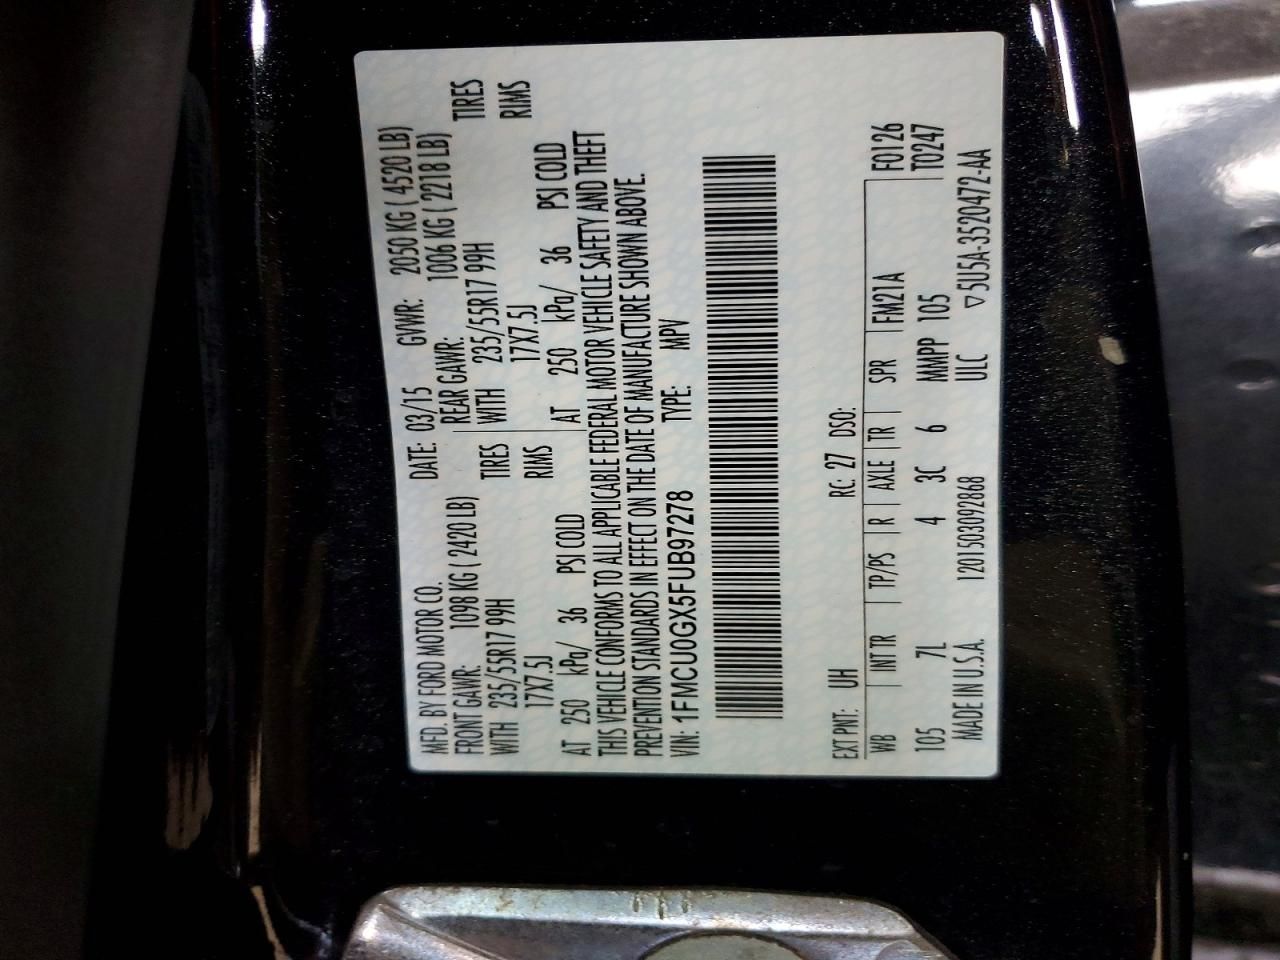 MFD. BY FORD MOTOR CO.
DATE: 03/15 GVWR: 2050 KG ( 4520 LB)
FRONT GAWR: 1098 KG ( 2420 LB)
REAR GAWR: 1006 KG ( 2218 LB)
WITH 235/55R17 99H TIRES
WITH 235/55R17 99H TIRES
17X7.5J RIMS
17X7.5J RIMS
AT 250 kPa/ 36 PSI COLD
AT 250 kPa/ 36 PSI COLD
THIS VEHICLE CONFORMS TO ALL APPLICABLE FEDERAL MOTOR VEHICLE SAFETY AND THEFT
PREVENTION STANDARDS IN EFFECT ON THE DATE OF MANUFACTURE SHOWN ABOVE.
VIN: 1FMCU0GX5FUB97278 TYPE: MPV
EXT PNT: UH RC: 27 DSO: F0126
WB INT TR TP/PS R AXLE TR SPR FM21A T0247
105 7L 4 3C 6 MMPP 105
MADE IN U.S.A. 120150309​2868 ULC ▽5U5A-3520472-AA